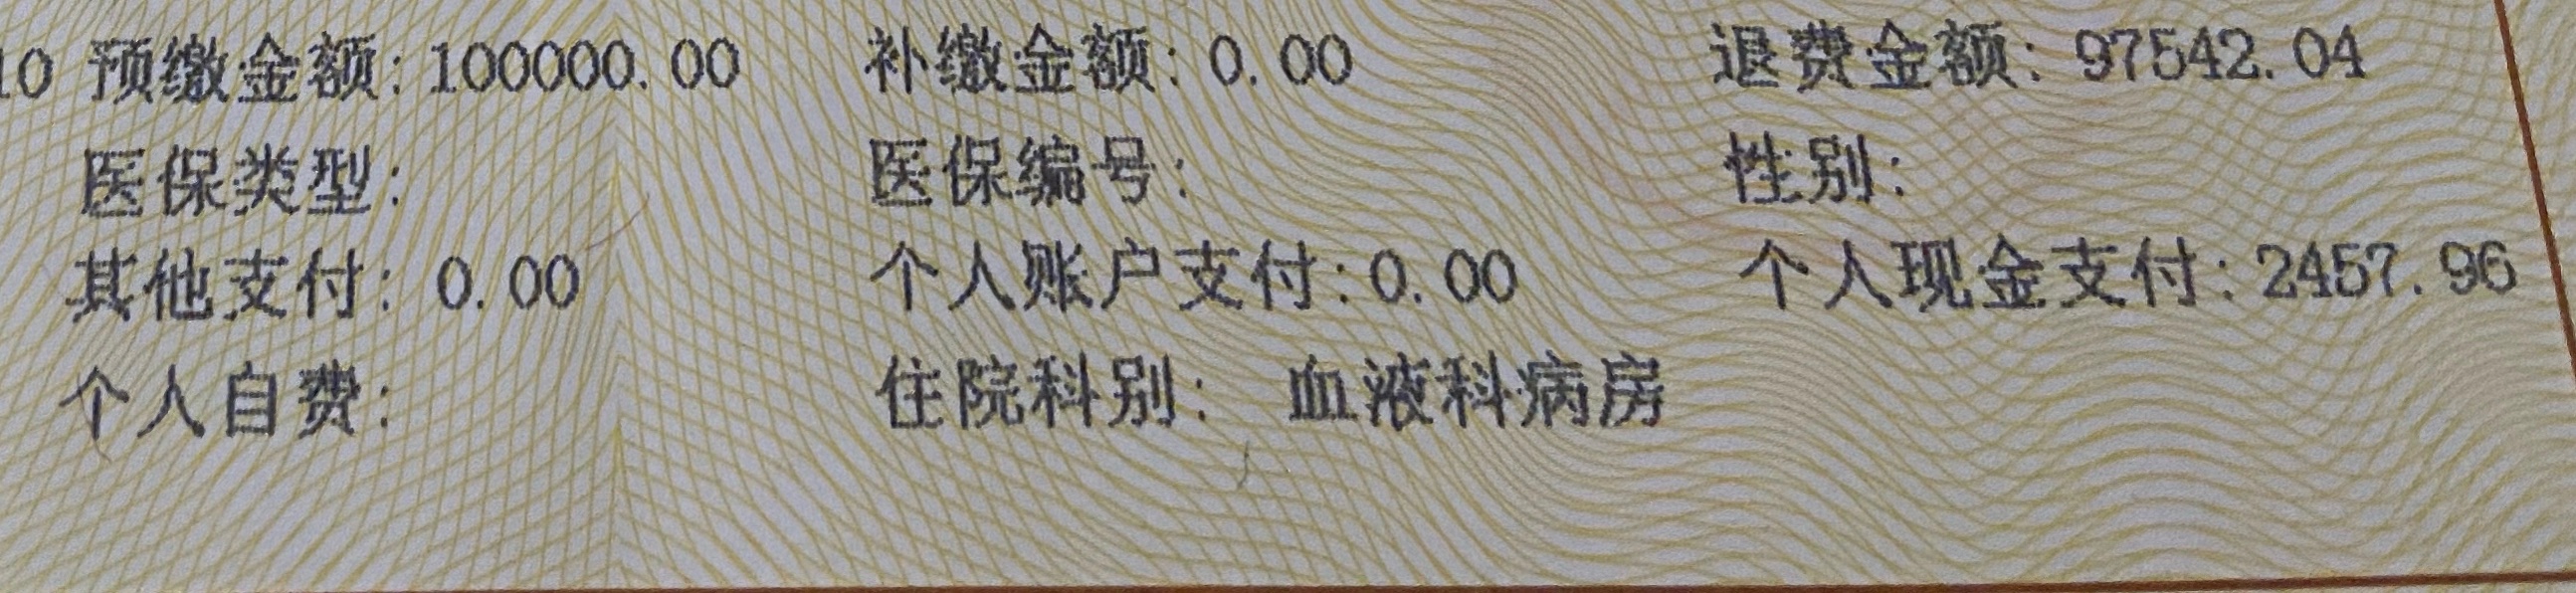 10 预缴金额: 100000.00 补缴金额: 0.00 退费金额: 97542.04
医保类型: 医保编号: 性别:
其他支付: 0.00 个人账户支付: 0.00 个人现金支付: 2457.96
个人自费: 住院科别: 血液科病房